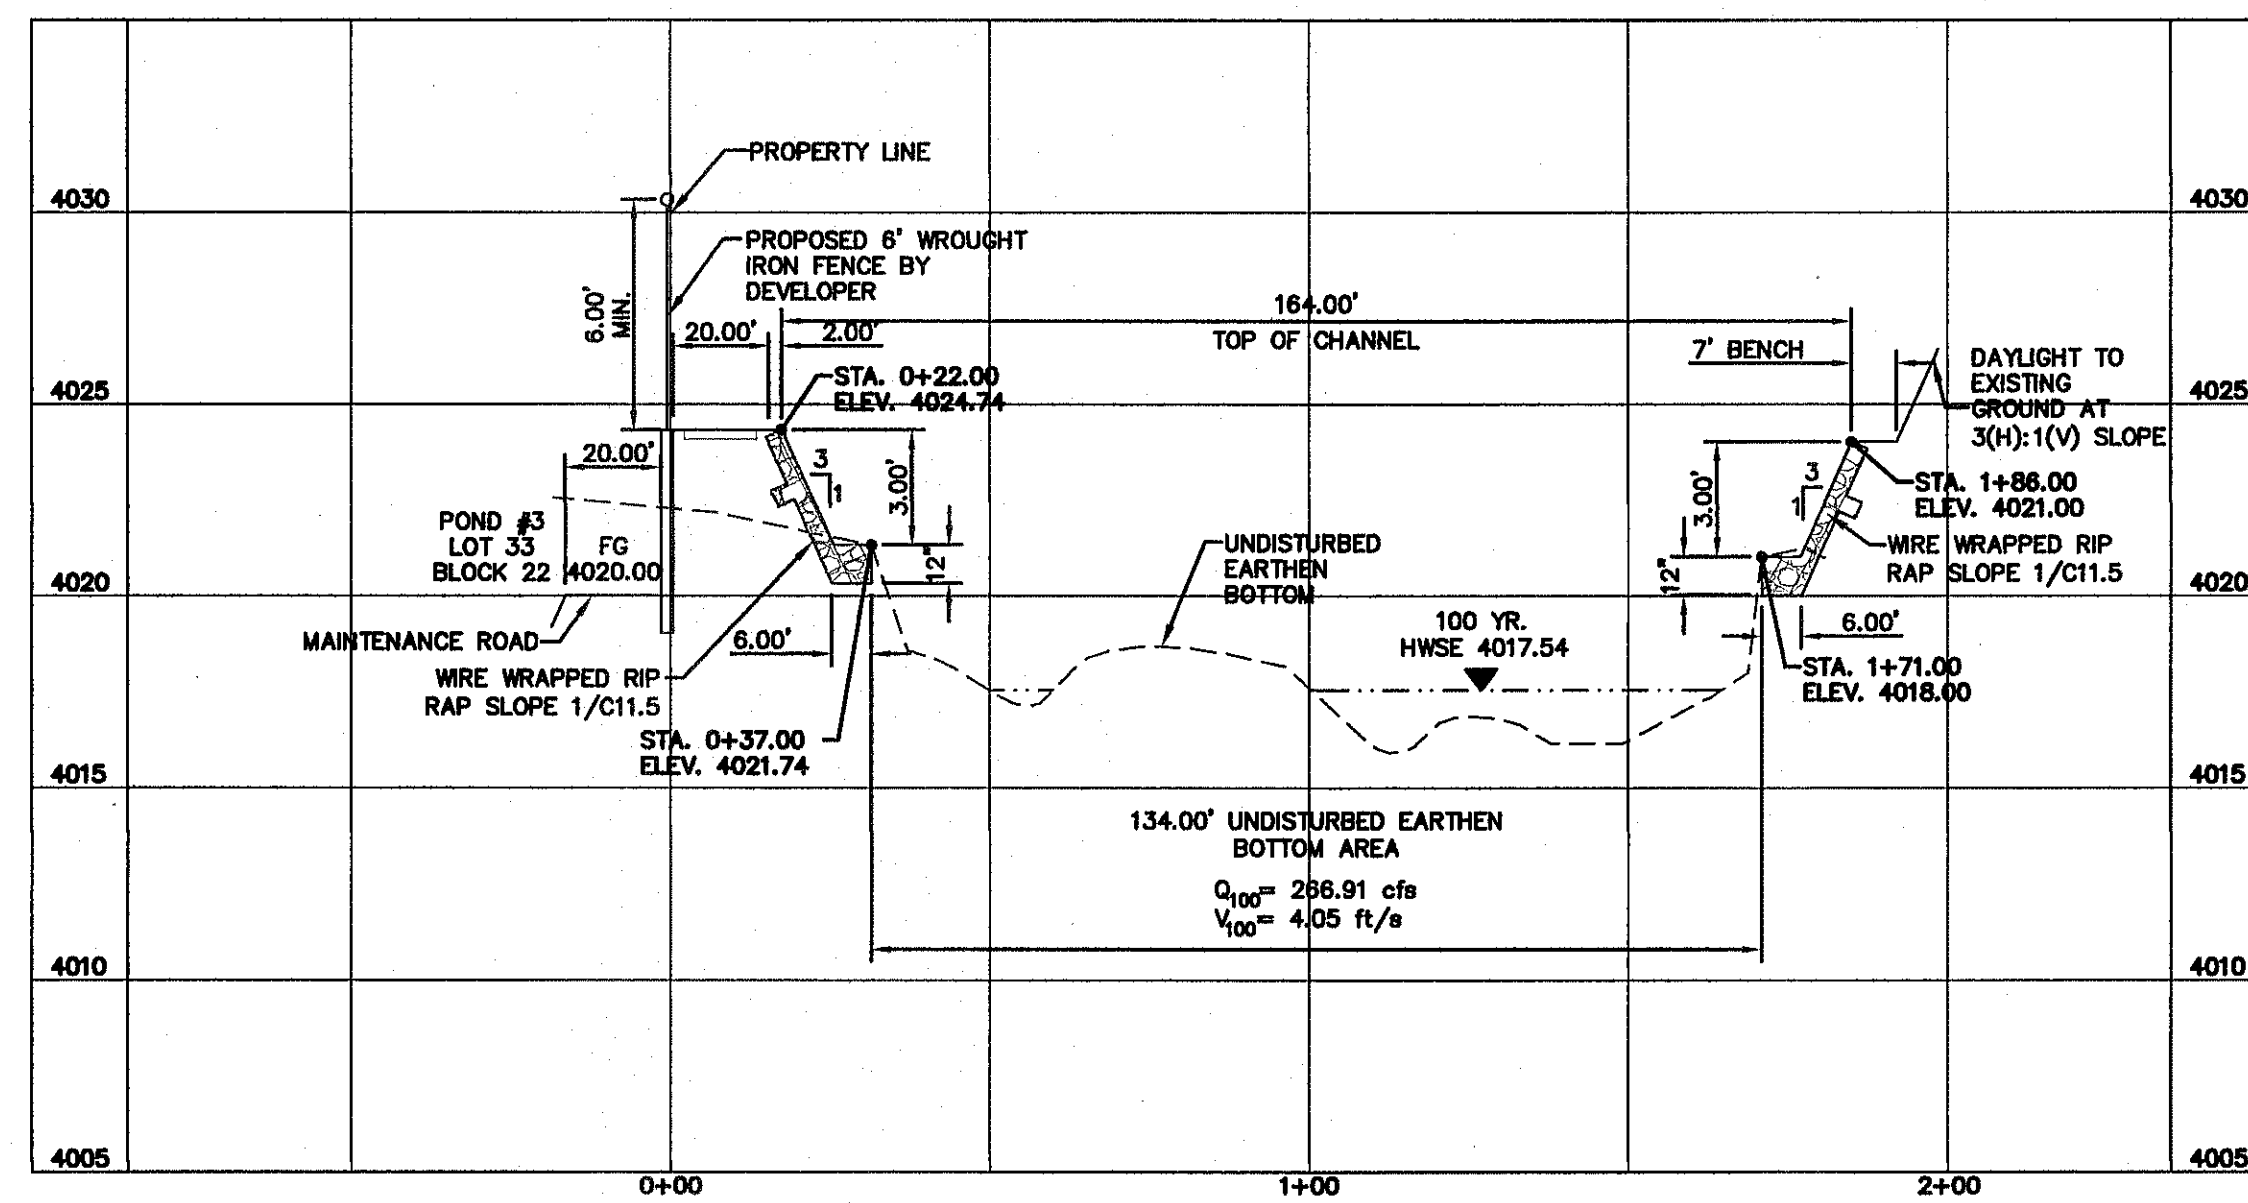 PROPERTY LINE
4030
4030
PROPOSED 6' WROUGHT
IRON FENCE BY
DEVELOPER
6.00'
MIN.
164.00'
TOP OF CHANNEL
20.00'
2.00'
7' BENCH
DAYLIGHT TO
EXISTING
GROUND AT
3(H):1(V) SLOPE
STA. 0+22.00
ELEV. 4024.74
4025
4025
20.00'
3
1
3.00'
3.00'
3
1
STA. 1+86.00
ELEV. 4021.00
POND #3
LOT 33
BLOCK 22
FG
4020.00
12"
UNDISTURBED
EARTHEN
BOTTOM
12"
WIRE WRAPPED RIP
RAP SLOPE 1/C11.5
4020
4020
MAINTENANCE ROAD
6.00'
100 YR.
HWSE 4017.54
6.00'
WIRE WRAPPED RIP
RAP SLOPE 1/C11.5
STA. 1+71.00
ELEV. 4018.00
STA. 0+37.00
ELEV. 4021.74
4015
4015
134.00' UNDISTURBED EARTHEN
BOTTOM AREA
Q100= 266.91 cfs
V100= 4.05 ft/s
4010
4010
4005
4005
0+00
1+00
2+00